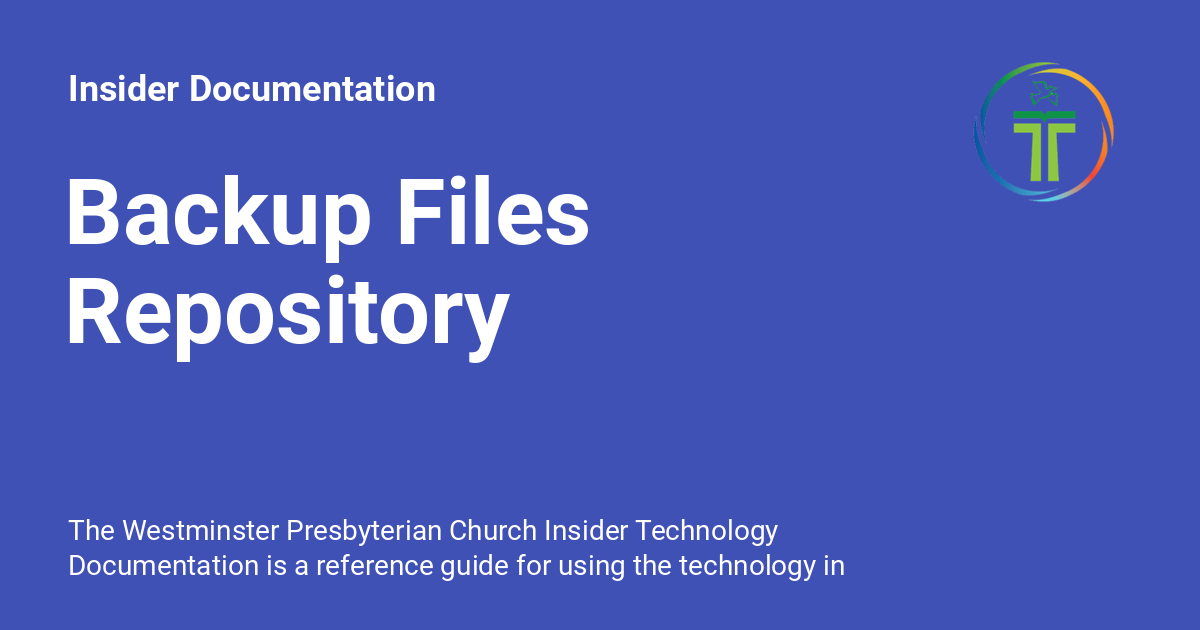 Insider Documentation
Backup Files
Repository
The Westminster Presbyterian Church Insider Technology
Documentation is a reference guide for using the technology in